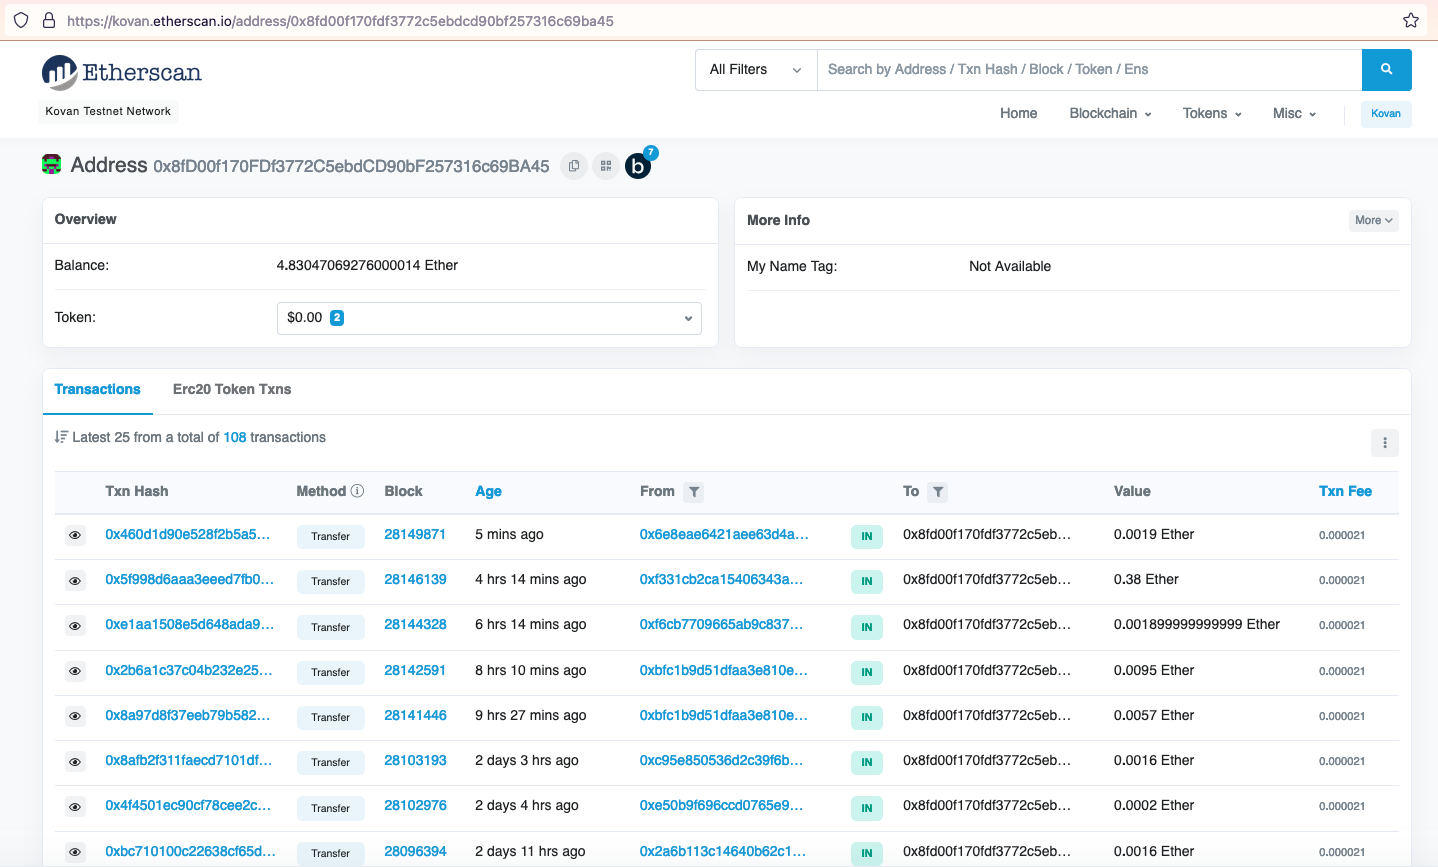 https://kovan.etherscan.io/address/0x8fd00f170fdf3772c5ebdcd90bf257316c69ba45
Etherscan
All Filters
Search by Address / Txn Hash / Block / Token / Ens
Kovan Testnet Network
Home Blockchain Tokens Misc Kovan
Address 0x8fD00f170FDf3772C5ebdCD90bF257316c69BA45 b 7
Overview
Balance: 4.83047069276000014 Ether
Token: $0.00 2
More Info More
My Name Tag: Not Available
Transactions Erc20 Token Txns
Latest 25 from a total of 108 transactions
Txn Hash Method Block Age From To Value Txn Fee
0x460d1d90e528f2b5a5... Transfer 28149871 5 mins ago 0x6e8eae6421aee63d4a... IN 0x8fd00f170fdf3772c5eb... 0.0019 Ether 0.000021
0x5f998d6aaa3eeed7fb0... Transfer 28146139 4 hrs 14 mins ago 0xf331cb2ca15406343a... IN 0x8fd00f170fdf3772c5eb... 0.38 Ether 0.000021
0xe1aa1508e5d648ada9... Transfer 28144328 6 hrs 14 mins ago 0xf6cb7709665ab9c837... IN 0x8fd00f170fdf3772c5eb... 0.001899999999999 Ether 0.000021
0x2b6a1c37c04b232e25... Transfer 28142591 8 hrs 10 mins ago 0xbfc1b9d51dfaa3e810e... IN 0x8fd00f170fdf3772c5eb... 0.0095 Ether 0.000021
0x8a97d8f37eeb79b582... Transfer 28141446 9 hrs 27 mins ago 0xbfc1b9d51dfaa3e810e... IN 0x8fd00f170fdf3772c5eb... 0.0057 Ether 0.000021
0x8afb2f311faecd7101df... Transfer 28103193 2 days 3 hrs ago 0xc95e850536d2c39f6b... IN 0x8fd00f170fdf3772c5eb... 0.0016 Ether 0.000021
0x4f4501ec90cf78cee2c... Transfer 28102976 2 days 4 hrs ago 0xe50b9f696ccd0765e9... IN 0x8fd00f170fdf3772c5eb... 0.0002 Ether 0.000021
0xbc710100c22638cf65d... Transfer 28096394 2 days 11 hrs ago 0x2a6b113c14640b62c1... IN 0x8fd00f170fdf3772c5eb... 0.0016 Ether 0.000021